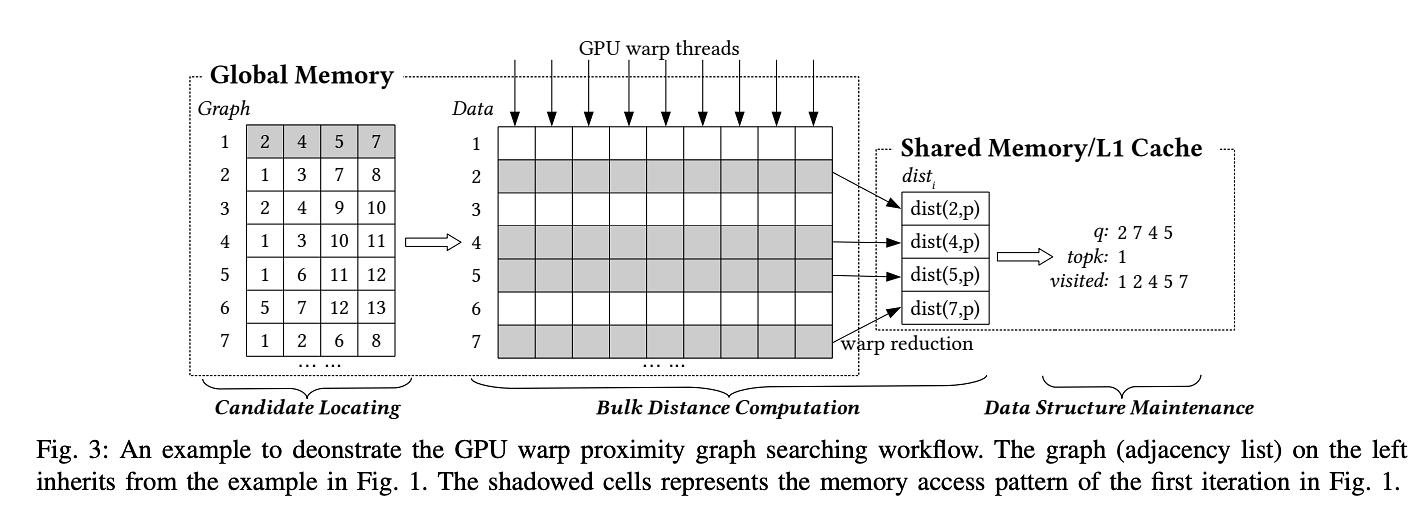 GPU warp threads
Global Memory
Graph
Data
1 2 4 5 7
2 1 3 7 8
3 2 4 9 10
4 1 3 10 11
5 1 6 11 12
6 5 7 12 13
7 1 2 6 8
... ...
1
2
3
4
5
6
7
... ...
Shared Memory/L1 Cache
dist_i
dist(2,p)
dist(4,p)
dist(5,p)
dist(7,p)
warp reduction
q: 2 7 4 5
topk: 1
visited: 1 2 4 5 7
Candidate Locating
Bulk Distance Computation
Data Structure Maintenance
Fig. 3: An example to deonstrate the GPU warp proximity graph searching workflow. The graph (adjacency list) on the left
inherits from the example in Fig. 1. The shadowed cells represents the memory access pattern of the first iteration in Fig. 1.